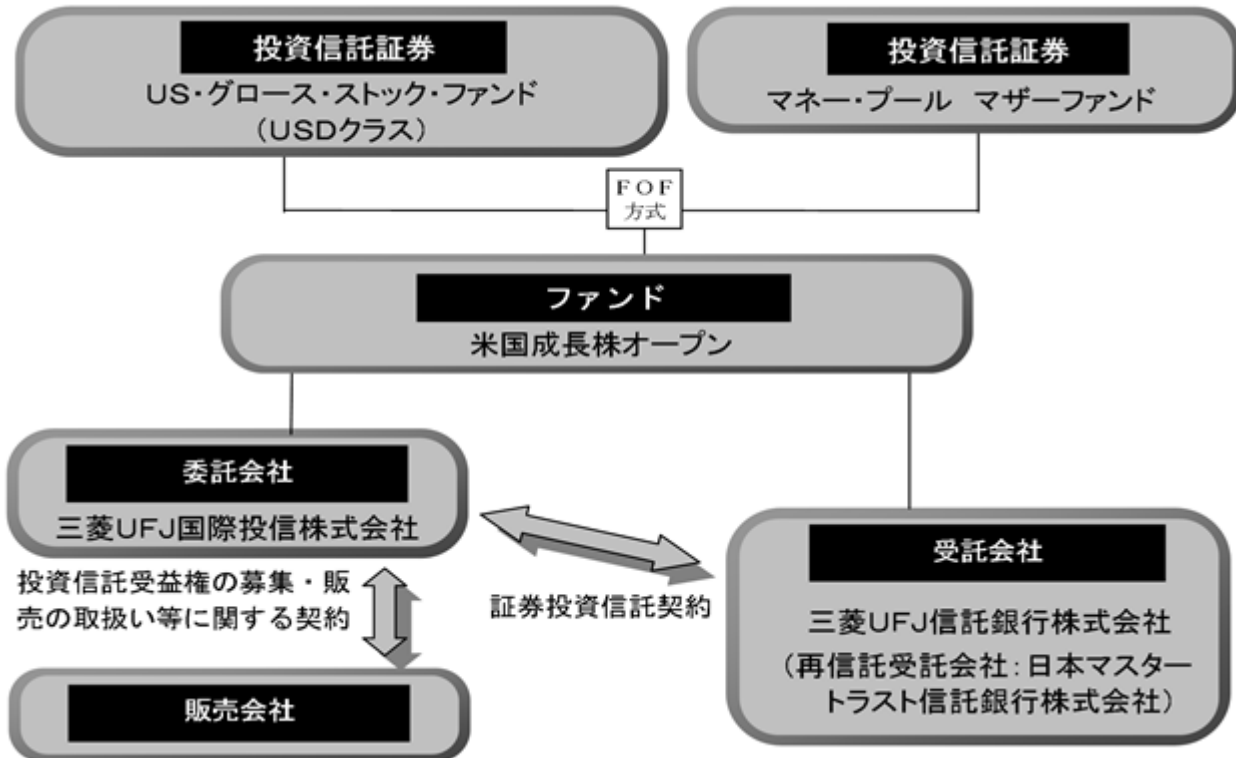 投資信託証券
US・グロース・ストック・ファンド
（USDクラス）
投資信託証券
マネー・プール　マザーファンド
FOF
方式
ファンド
米国成長株オープン
委託会社
三菱UFJ国際投信株式会社
投資信託受益権の募集・販
売の取扱い等に関する契約
販売会社
証券投資信託契約
受託会社
三菱UFJ信託銀行株式会社
（再信託受託会社：日本マスター
トラスト信託銀行株式会社）